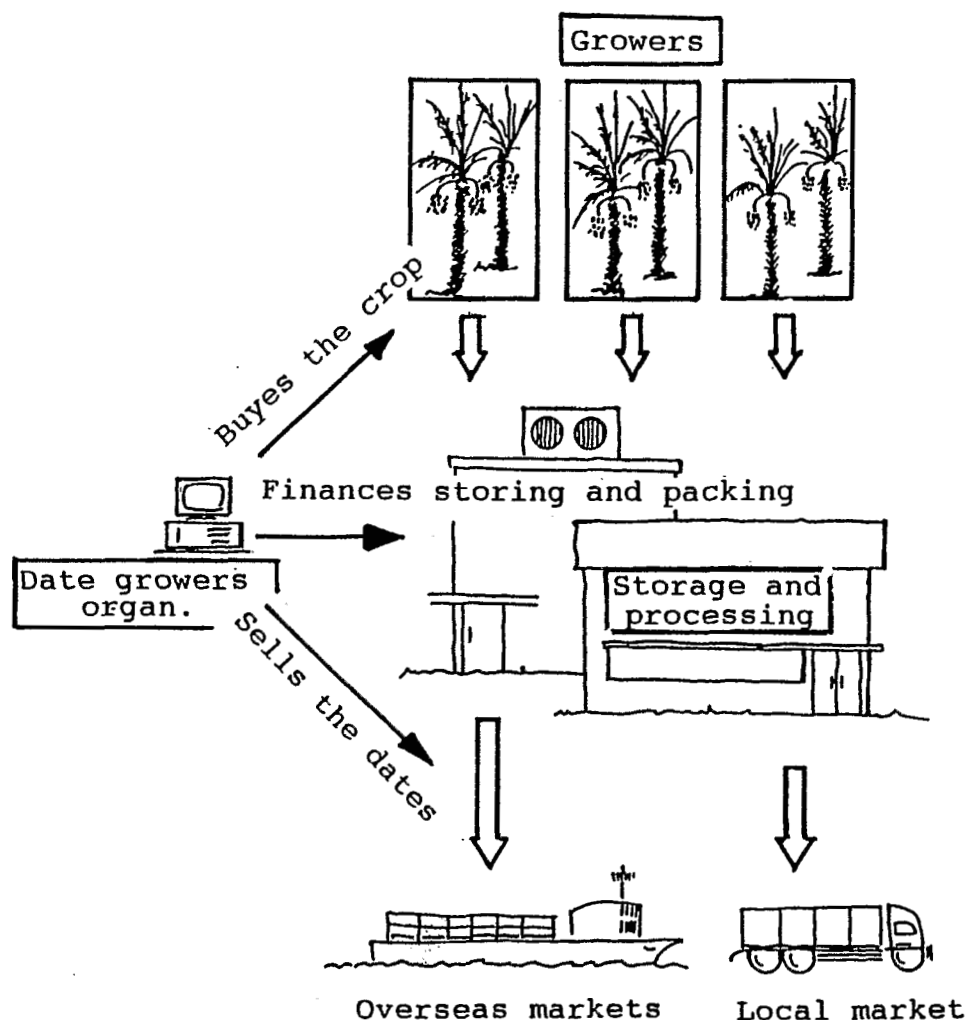 Growers
Buyes the crop
Finances storing and packing
Date growers
organ.
Storage and
processing
Sells the dates
Overseas markets
Local market